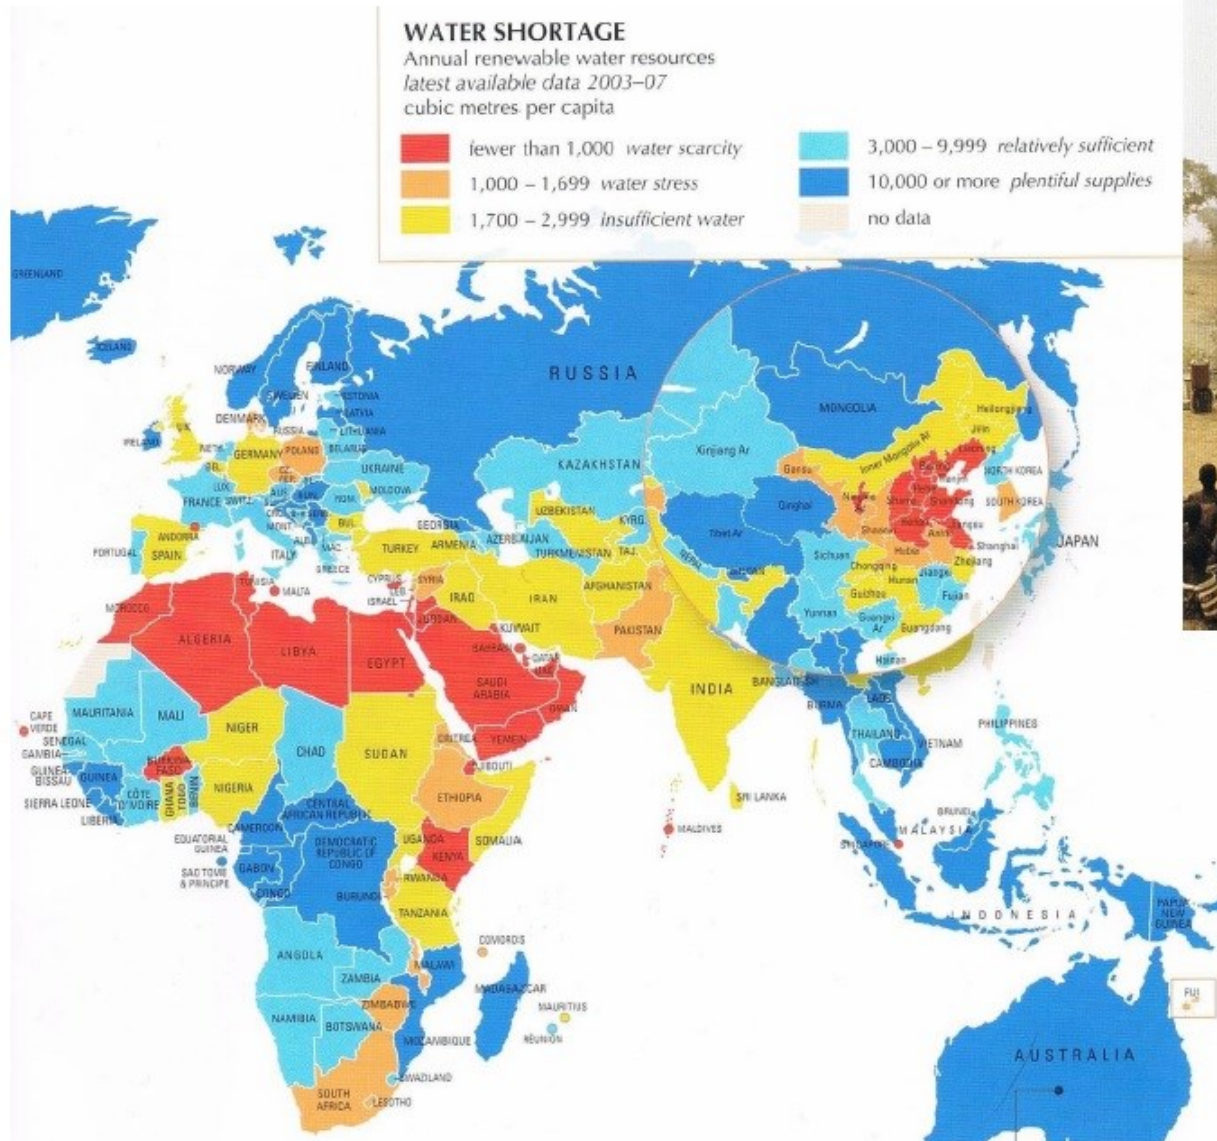 WATER SHORTAGE
Annual renewable water resources
latest available data 2003–07
cubic metres per capita
fewer than 1,000 water scarcity
1,000 – 1,699 water stress
1,700 – 2,999 insufficient water
3,000 – 9,999 relatively sufficient
10,000 or more plentiful supplies
no data
GREENLAND
ICELAND
NORWAY
FINLAND
SWEDEN
ESTONIA
LATVIA
LITHUANIA
RUSSIA
DENMARK
RUSSIA
IRELAND
UK
NETH.
BEL.
LUX.
GERMANY
POLAND
BELARUS
UKRAINE
MOLDOVA
ROM.
BUL.
FRANCE
SWITZ.
ITALY
GREECE
MAC.
MONT.
ANDORRA
PORTUGAL
SPAIN
GEORGIA
ARMENIA
AZERBAIJAN
TURKEY
CYPRUS
LEB.
ISRAEL
SYRIA
JORDAN
IRAQ
IRAN
KUWAIT
BAHRAIN
QATAR
UAE
SAUDI
ARABIA
OMAN
YEMEN
KAZAKHSTAN
UZBEKISTAN
TURKMENISTAN
KYRG.
TAJ.
AFGHANISTAN
PAKISTAN
INDIA
NEPAL
BANGLADESH
SRI LANKA
MALDIVES
MONGOLIA
Xinjiang Ar
Gansu
Inner Mongolia Ar
Heilongjiang
Jilin
Liaoning
Beijing
Tianjin
Hebei
Shandong
Qinghai
Tibet Ar
Sichuan
Chongqing
Hubei
Jiangsu
Shanghai
Zhejiang
Hunan
Jiangxi
Guizhou
Fujian
Yunnan
Guangxi
Ar
Guangdong
Hainan
NORTH KOREA
SOUTH KOREA
JAPAN
BURMA
LAOS
THAILAND
VIETNAM
CAMBODIA
PHILIPPINES
BRUNEI
MALAYSIA
SINGAPORE
INDONESIA
PAPUA
NEW
GUINEA
FIJI
AUSTRALIA
MOROCCO
ALGERIA
TUNISIA
MALTA
LIBYA
EGYPT
MAURITANIA
MALI
NIGER
CHAD
SUDAN
ERITREA
DJIBOUTI
ETHIOPIA
SOMALIA
CAPE
VERDE
SENEGAL
GAMBIA
GUINEA
BISSAU
GUINEA
SIERRA LEONE
LIBERIA
CÔTE
D'IVOIRE
BURKINA
FASO
GHANA
TOGO
BENIN
NIGERIA
CAMEROON
CENTRAL
AFRICAN REPUBLIC
EQUATORIAL
GUINEA
SAO TOME
& PRINCIPE
GABON
CONGO
DEMOCRATIC
REPUBLIC OF
CONGO
UGANDA
KENYA
RWANDA
BURUNDI
TANZANIA
ANGOLA
ZAMBIA
MALAWI
COMOROS
MADAGASCAR
MAURITIUS
RÉUNION
ZIMBABWE
NAMIBIA
BOTSWANA
MOZAMBIQUE
SWAZILAND
LESOTHO
SOUTH
AFRICA